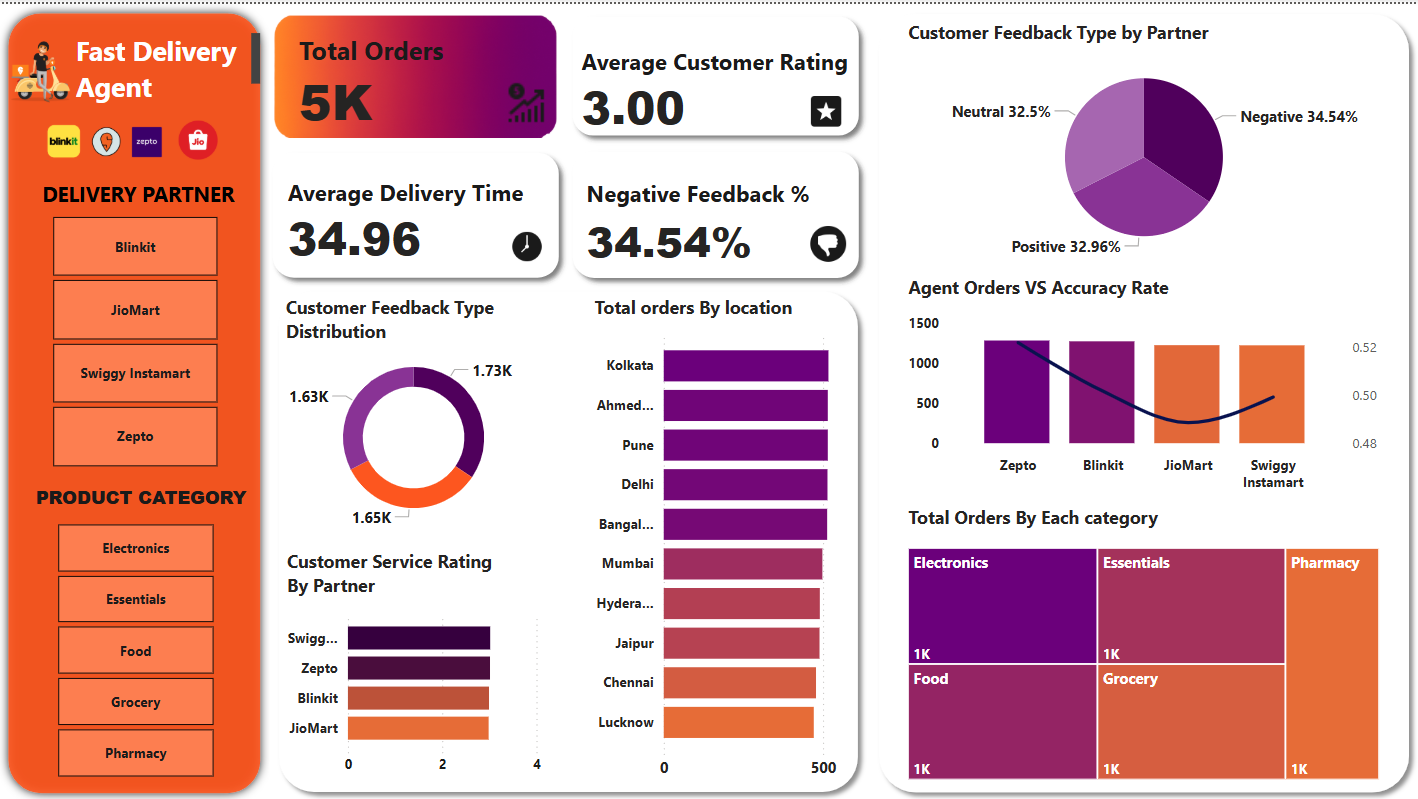 Fast Delivery
Agent
blinkit
zepto
Jio
DELIVERY PARTNER
Blinkit
JioMart
Swiggy Instamart
Zepto
PRODUCT CATEGORY
Electronics
Essentials
Food
Grocery
Pharmacy
Total Orders
5K
Average Customer Rating
3.00
Average Delivery Time
34.96
Negative Feedback %
34.54%
Customer Feedback Type
Distribution
1.73K
1.63K
1.65K
Customer Service Rating
By Partner
Swigg...
Zepto
Blinkit
JioMart
0 2 4
Total orders By location
Kolkata
Ahmed...
Pune
Delhi
Bangal...
Mumbai
Hydera...
Jaipur
Chennai
Lucknow
0 500
Customer Feedback Type by Partner
Neutral 32.5%
Negative 34.54%
Positive 32.96%
Agent Orders VS Accuracy Rate
1500
1000
500
0
0.52
0.50
0.48
Zepto Blinkit JioMart Swiggy
Instamart
Total Orders By Each category
Electronics
1K
Essentials
1K
Pharmacy
1K
Food
1K
Grocery
1K